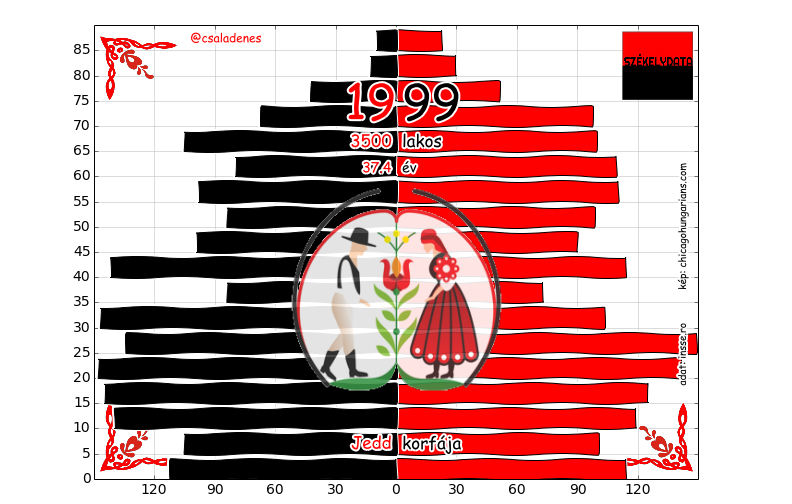 @csaladenes
SZÉKELYDATA
1999
3500 lakos
37.4 év
kép: chicagohungarians.com
adat: insse.ro
Jedd korfája
85
80
75
70
65
60
55
50
45
40
35
30
25
20
15
10
5
0
120 90 60 30 0 30 60 90 120